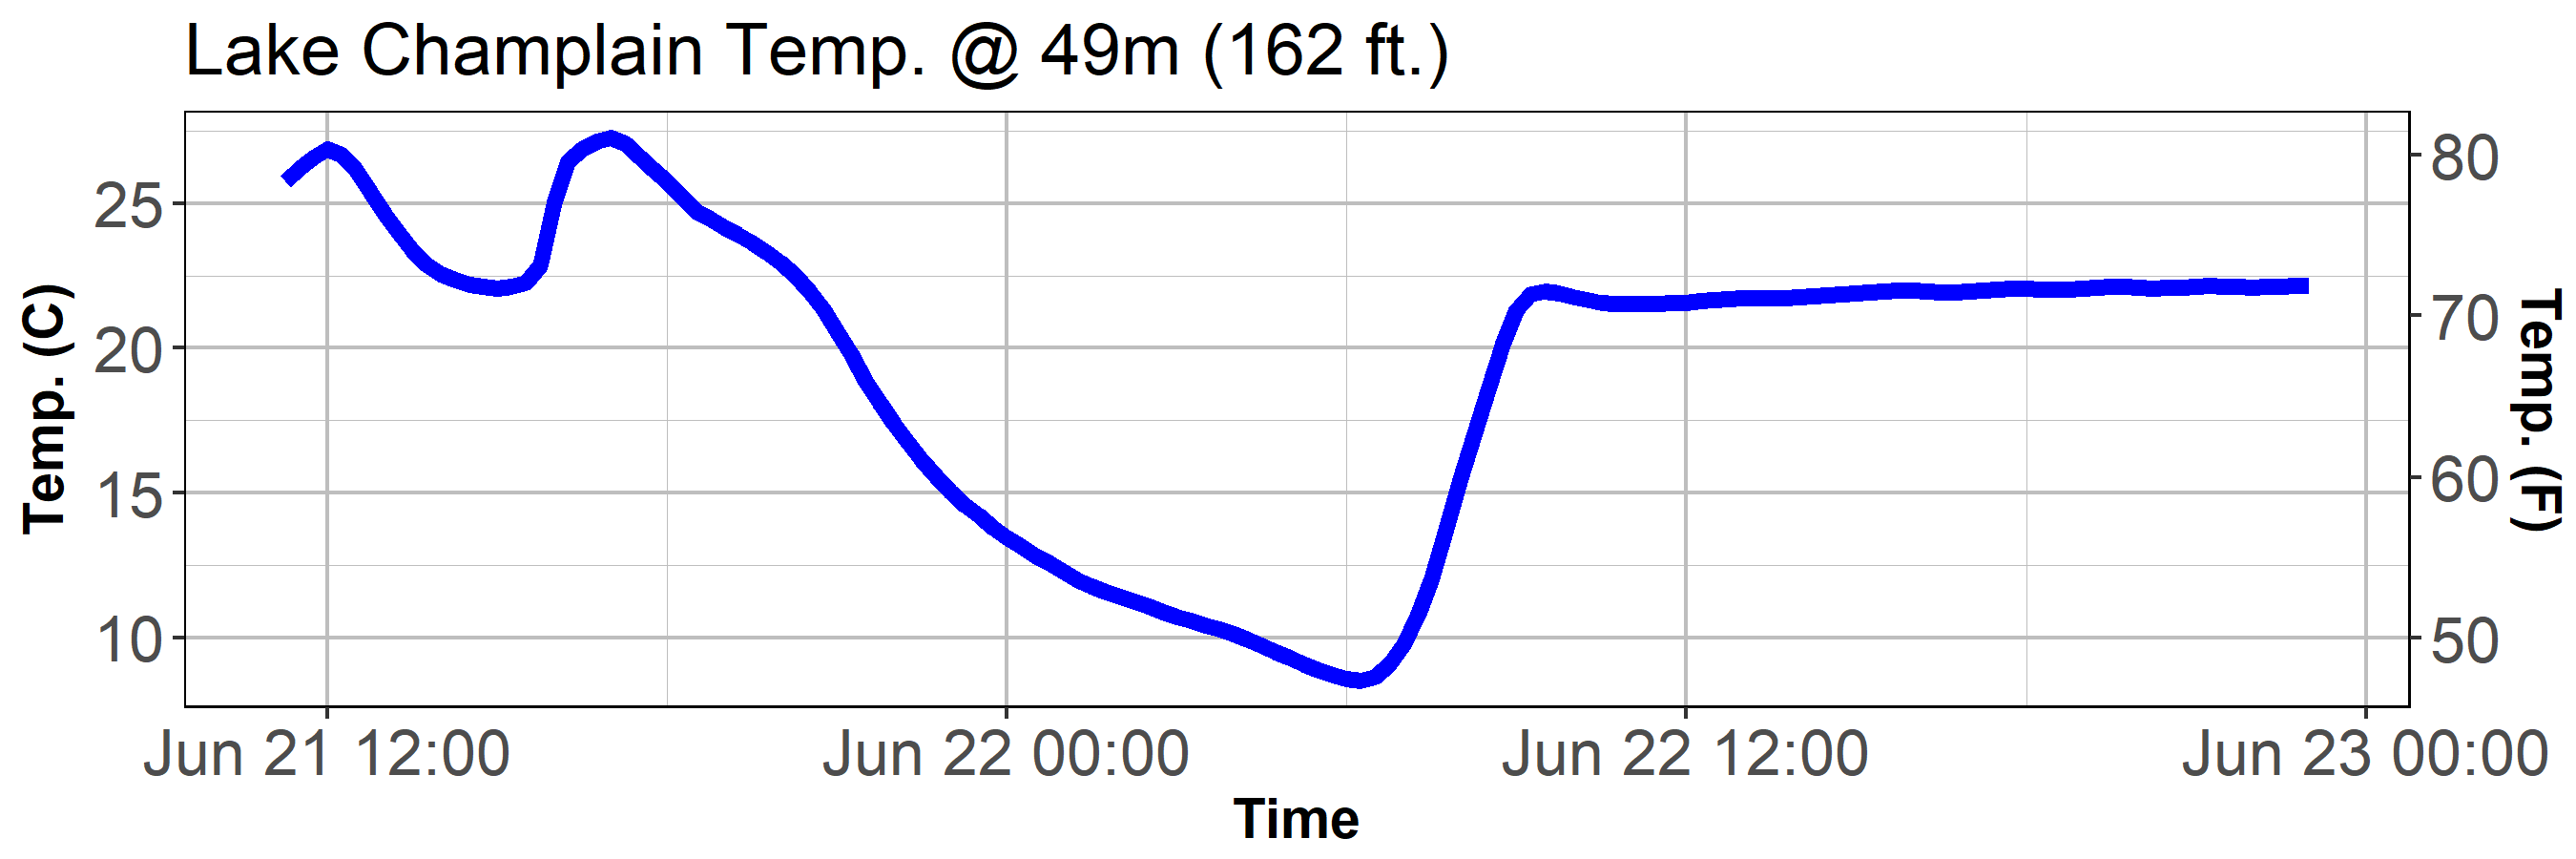 Lake Champlain Temp. @ 49m (162 ft.)
Temp. (C)
25
20
15
10
80
70
60
50
Temp. (F)
Jun 21 12:00
Jun 22 00:00
Jun 22 12:00
Jun 23 00:00
Time